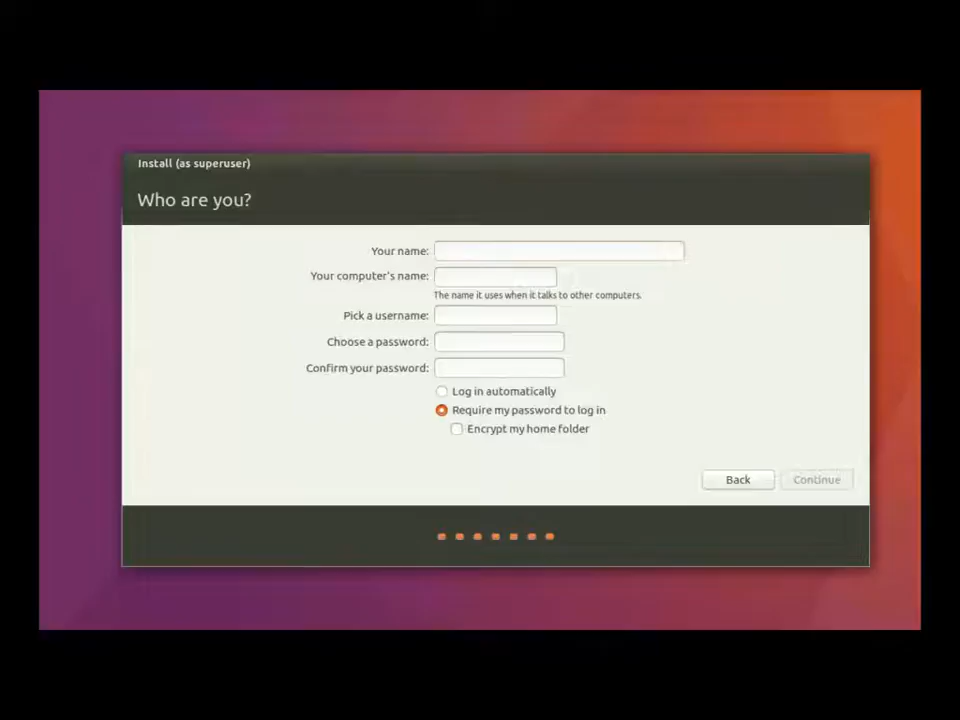 Install (as superuser)
Who are you?
Your name:
Your computer's name:
The name it uses when it talks to other computers.
Pick a username:
Choose a password:
Confirm your password:
Log in automatically
Require my password to log in
Encrypt my home folder
Back Continue